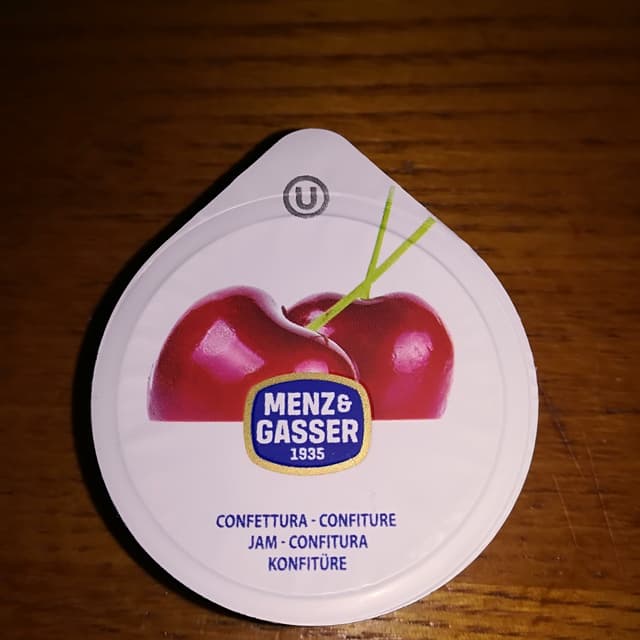 U
MENZ&
GASSER
1935
CONFETTURA - CONFITURE
JAM - CONFITURA
KONFITÜRE